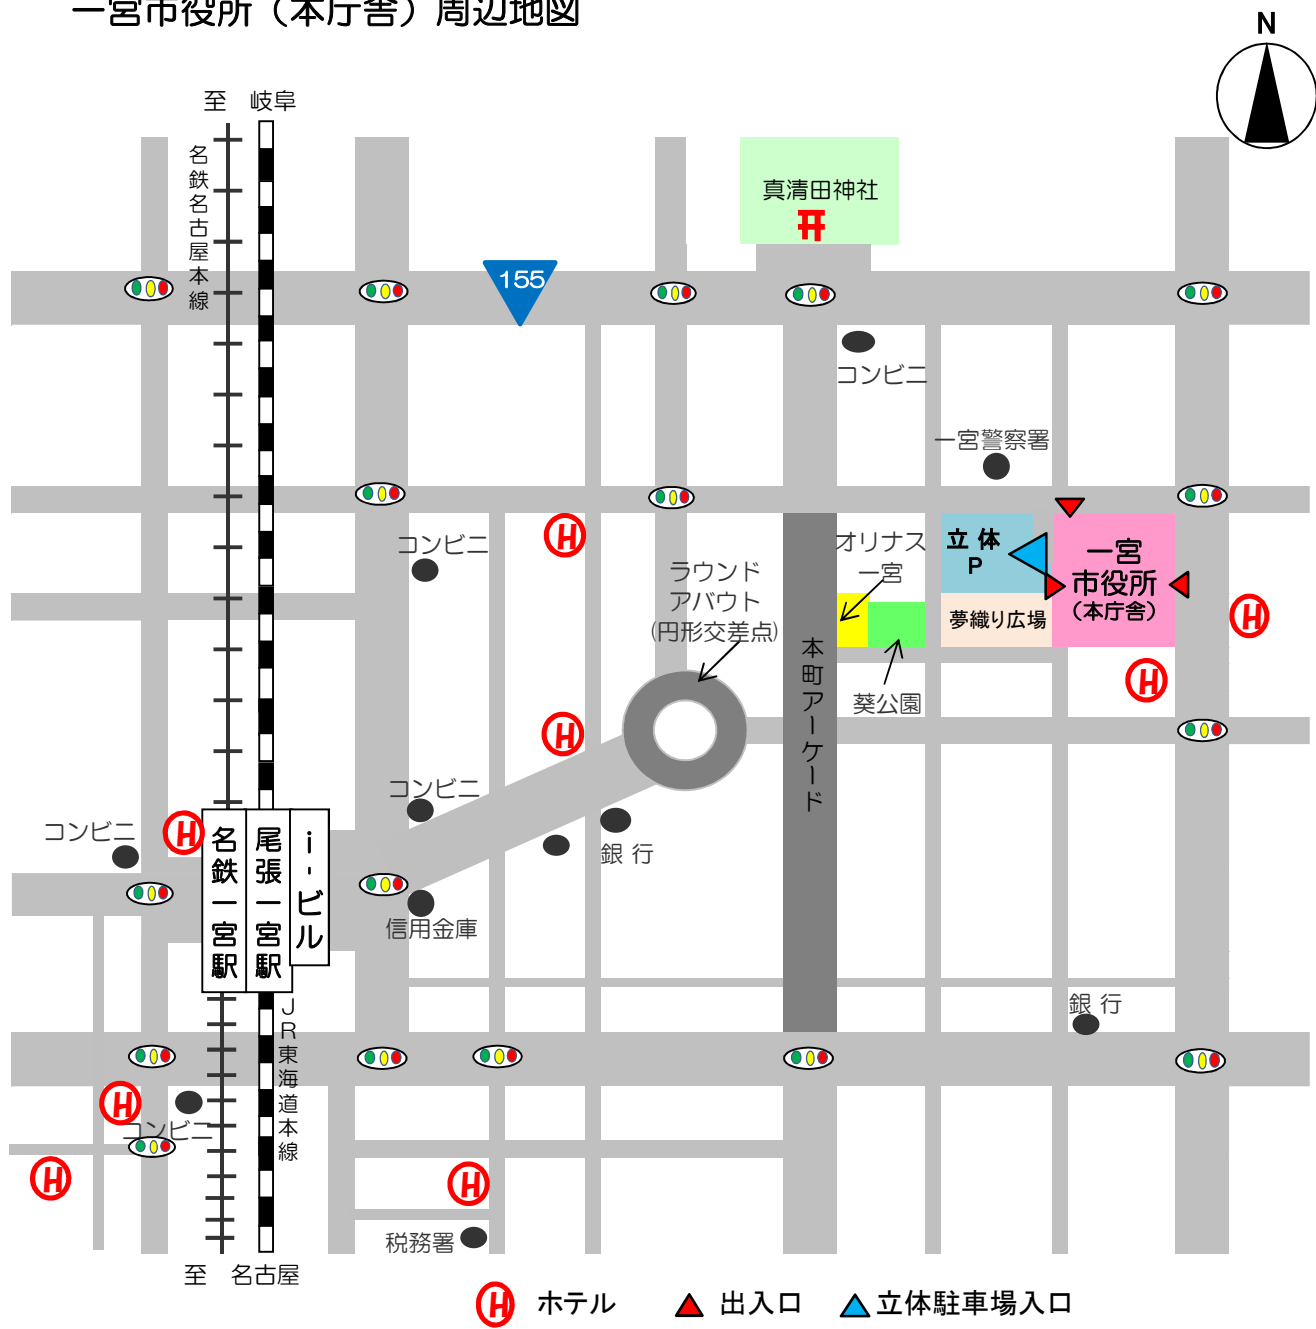 一宮市役所（本庁舎）周辺地図
N
至 岐阜
名鉄名古屋本線
真清田神社
155
コンビニ
一宮警察署
コンビニ
オリナス
一宮
立体
P
一宮
市役所
（本庁舎）
ラウンド
アバウト
(円形交差点)
夢織り広場
本町アーケード
葵公園
コンビニ
コンビニ
名鉄一宮駅
尾張一宮駅
i-ビル
銀行
信用金庫
銀行
JR東海道本線
コンビニ
税務署
至 名古屋
H ホテル
出入口
立体駐車場入口
H
H
H
H
H
H
H
H